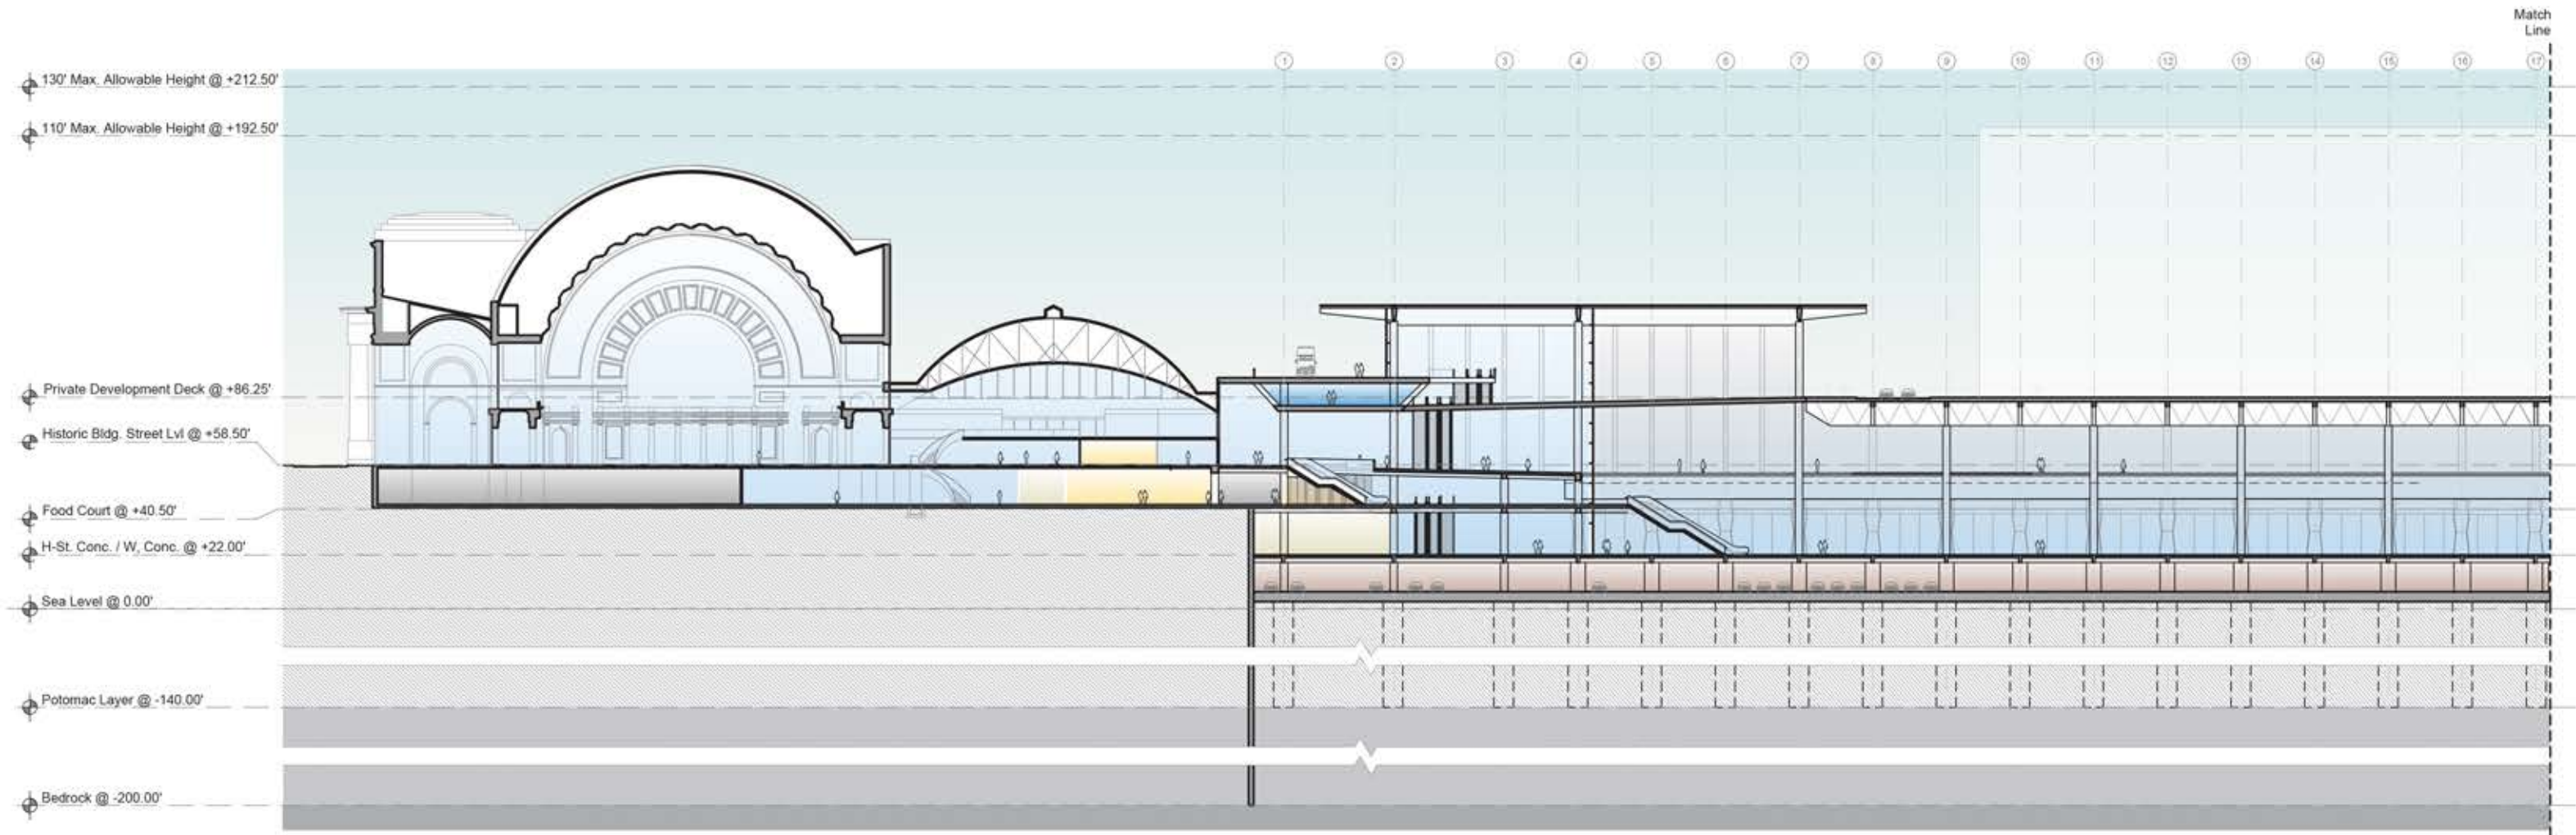 Match
Line
1 2 3 4 5 6 7 8 9 10 11 12 13 14 15 16 17
130' Max. Allowable Height @ +212.50'
110' Max. Allowable Height @ +192.50'
Private Development Deck @ +86.25'
Historic Bldg. Street Lvl @ +58.50'
Food Court @ +40.50'
H-St. Conc. / W, Conc. @ +22.00'
Sea Level @ 0.00'
Potomac Layer @ -140.00'
Bedrock @ -200.00'